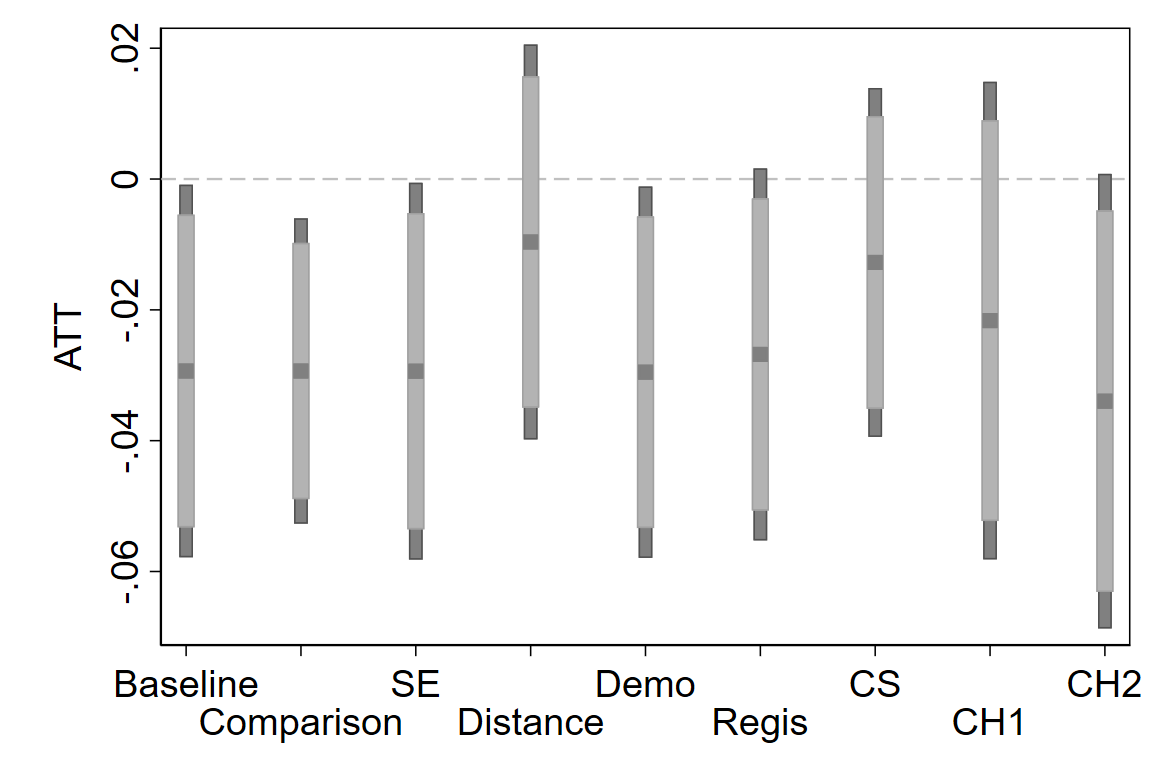 .02
0
-.02
-.04
-.06
ATT
Baseline
SE
Demo
CS
CH2
Comparison
Distance
Regis
CH1